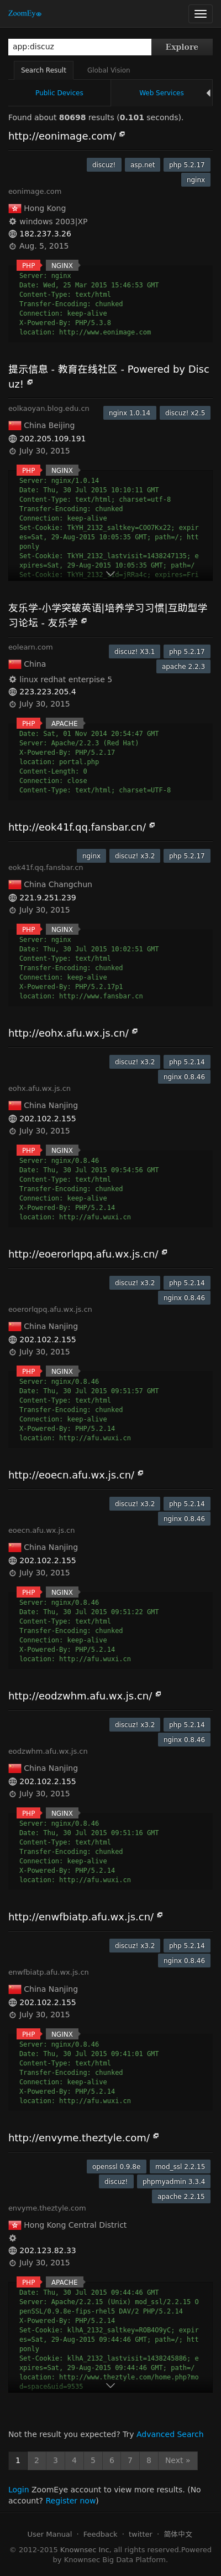 ZoomEye
app:discuz
Explore
Search Result Global Vision
Public Devices Web Services
Found about 80698 results (0.101 seconds).
http://eonimage.com/
discuz! asp.net php 5.2.17
nginx
eonimage.com
Hong Kong
windows 2003|XP
182.237.3.26
Aug. 5, 2015
PHP NGINX
Server: nginx
Date: Wed, 25 Mar 2015 15:46:53 GMT
Content-Type: text/html
Transfer-Encoding: chunked
Connection: keep-alive
X-Powered-By: PHP/5.3.8
location: http://www.eonimage.com
提示信息 - 教育在线社区 - Powered by Disc
uz!
eolkaoyan.blog.edu.cn
nginx 1.0.14 discuz! x2.5
China Beijing
202.205.109.191
July 30, 2015
PHP NGINX
Server: nginx/1.0.14
Date: Thu, 30 Jul 2015 10:10:11 GMT
Content-Type: text/html; charset=utf-8
Transfer-Encoding: chunked
Connection: keep-alive
Set-Cookie: TkYH_2132_saltkey=COO7Kx22; expir
es=Sat, 29-Aug-2015 10:05:35 GMT; path=/; htt
ponly
Set-Cookie: TkYH_2132_lastvisit=1438247135; e
xpires=Sat, 29-Aug-2015 10:05:35 GMT; path=/
友乐学-小学突破英语|培养学习习惯|互助型学
习论坛 - 友乐学
eolearn.com
discuz! X3.1 php 5.2.17
apache 2.2.3
China
linux redhat enterpise 5
223.223.205.4
July 30, 2015
PHP APACHE
Date: Sat, 01 Nov 2014 20:54:47 GMT
Server: Apache/2.2.3 (Red Hat)
X-Powered-By: PHP/5.2.17
location: portal.php
Content-Length: 0
Connection: close
Content-Type: text/html; charset=UTF-8
http://eok41f.qq.fansbar.cn/
nginx discuz! x3.2 php 5.2.17
eok41f.qq.fansbar.cn
China Changchun
221.9.251.239
July 30, 2015
PHP NGINX
Server: nginx
Date: Thu, 30 Jul 2015 10:02:51 GMT
Content-Type: text/html
Transfer-Encoding: chunked
Connection: keep-alive
X-Powered-By: PHP/5.2.17p1
location: http://www.fansbar.cn
http://eohx.afu.wx.js.cn/
discuz! x3.2 php 5.2.14
nginx 0.8.46
eohx.afu.wx.js.cn
China Nanjing
202.102.2.155
July 30, 2015
PHP NGINX
Server: nginx/0.8.46
Date: Thu, 30 Jul 2015 09:54:56 GMT
Content-Type: text/html
Transfer-Encoding: chunked
Connection: keep-alive
X-Powered-By: PHP/5.2.14
location: http://afu.wuxi.cn
http://eoerorlqpq.afu.wx.js.cn/
discuz! x3.2 php 5.2.14
nginx 0.8.46
eoerorlqpq.afu.wx.js.cn
China Nanjing
202.102.2.155
July 30, 2015
PHP NGINX
Server: nginx/0.8.46
Date: Thu, 30 Jul 2015 09:51:57 GMT
Content-Type: text/html
Transfer-Encoding: chunked
Connection: keep-alive
X-Powered-By: PHP/5.2.14
location: http://afu.wuxi.cn
http://eoecn.afu.wx.js.cn/
discuz! x3.2 php 5.2.14
nginx 0.8.46
eoecn.afu.wx.js.cn
China Nanjing
202.102.2.155
July 30, 2015
PHP NGINX
Server: nginx/0.8.46
Date: Thu, 30 Jul 2015 09:51:22 GMT
Content-Type: text/html
Transfer-Encoding: chunked
Connection: keep-alive
X-Powered-By: PHP/5.2.14
location: http://afu.wuxi.cn
http://eodzwhm.afu.wx.js.cn/
discuz! x3.2 php 5.2.14
nginx 0.8.46
eodzwhm.afu.wx.js.cn
China Nanjing
202.102.2.155
July 30, 2015
PHP NGINX
Server: nginx/0.8.46
Date: Thu, 30 Jul 2015 09:51:16 GMT
Content-Type: text/html
Transfer-Encoding: chunked
Connection: keep-alive
X-Powered-By: PHP/5.2.14
location: http://afu.wuxi.cn
http://enwfbiatp.afu.wx.js.cn/
discuz! x3.2 php 5.2.14
nginx 0.8.46
enwfbiatp.afu.wx.js.cn
China Nanjing
202.102.2.155
July 30, 2015
PHP NGINX
Server: nginx/0.8.46
Date: Thu, 30 Jul 2015 09:41:01 GMT
Content-Type: text/html
Transfer-Encoding: chunked
Connection: keep-alive
X-Powered-By: PHP/5.2.14
location: http://afu.wuxi.cn
http://envyme.theztyle.com/
openssl 0.9.8e mod_ssl 2.2.15
discuz! phpmyadmin 3.3.4
apache 2.2.15
envyme.theztyle.com
Hong Kong Central District
202.123.82.33
July 30, 2015
PHP APACHE
Date: Thu, 30 Jul 2015 09:44:46 GMT
Server: Apache/2.2.15 (Unix) mod_ssl/2.2.15 O
penSSL/0.9.8e-fips-rhel5 DAV/2 PHP/5.2.14
X-Powered-By: PHP/5.2.14
Set-Cookie: klhA_2132_saltkey=ROB4O9yC; expir
es=Sat, 29-Aug-2015 09:44:46 GMT; path=/; htt
ponly
Set-Cookie: klhA_2132_lastvisit=1438245886; e
xpires=Sat, 29-Aug-2015 09:44:46 GMT; path=/
location: http://www.theztyle.com/home.php?mo
d=space&uid=9535
Not the result you expected? Try Advanced Search
1 2 3 4 5 6 7 8 Next »
Login ZoomEye account to view more results. (No
account? Register now)
User Manual · Feedback · twitter · 简体中文
© 2012-2015 Knownsec Inc. all rights reserved.Powered
by Knownsec Big Data Platform.